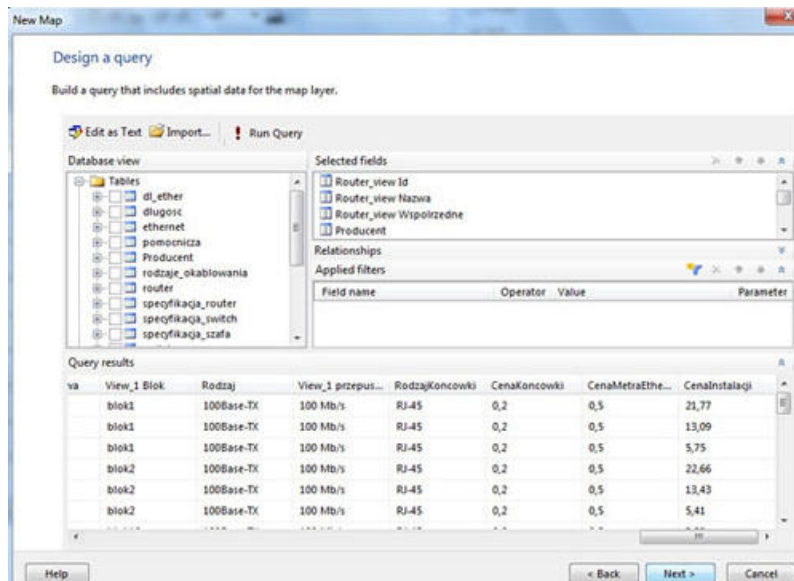 New Map
Design a query
Build a query that includes spatial data for the map layer.
Edit as Text Import... Run Query
Database view
Tables
dl_ether
dlugosc
ethernet
pomocnicza
Producent
rodzaje_okablowania
router
specyfikacja_router
specyfikacja_switch
specyfikacja_szafa
Selected fields
Router_view Id
Router_view Nazwa
Router_view Wspolrzedne
Producent
Relationships
Applied filters
Field name Operator Value Parameter
Query results
va View_1 Blok Rodzaj View_1 przepus... RodzajKoncowki CenaKoncowki CenaMetraEthe... CenaInstalacji
blok1 100Base-TX 100 Mb/s RJ-45 0,2 0,5 21,77
blok1 100Base-TX 100 Mb/s RJ-45 0,2 0,5 13,09
blok1 100Base-TX 100 Mb/s RJ-45 0,2 0,5 5,75
blok2 100Base-TX 100 Mb/s RJ-45 0,2 0,5 22,66
blok2 100Base-TX 100 Mb/s RJ-45 0,2 0,5 13,43
blok2 100Base-TX 100 Mb/s RJ-45 0,2 0,5 5,41
Help < Back Next > Cancel